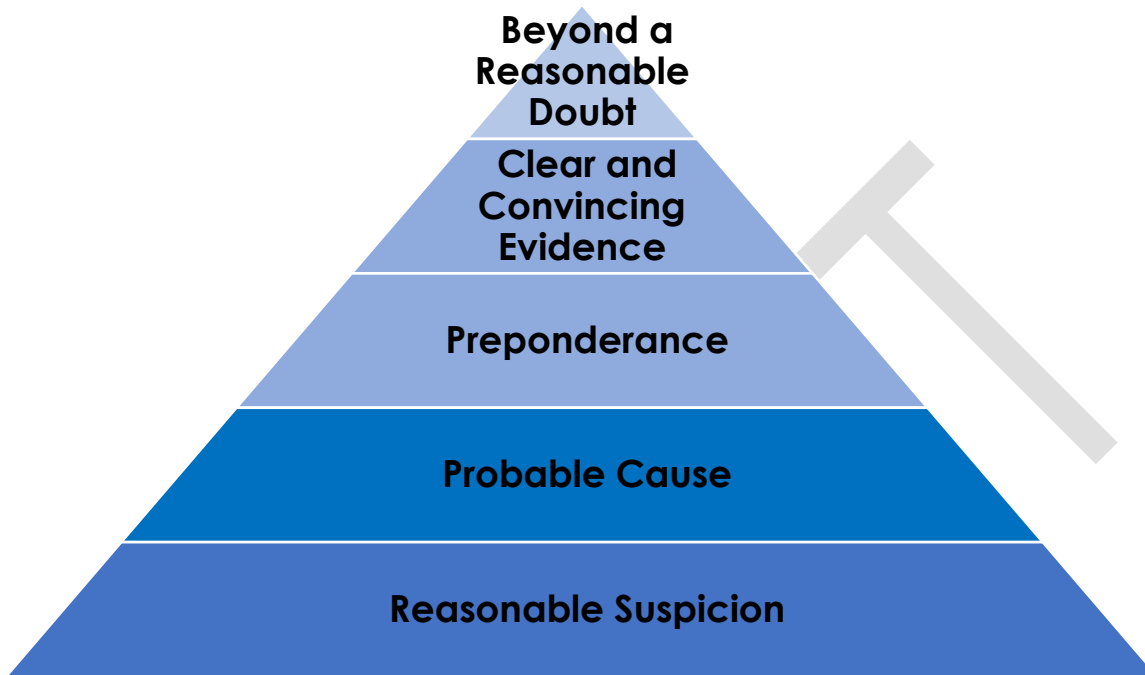 Beyond a
Reasonable
Doubt
Clear and
Convincing
Evidence
Preponderance
Probable Cause
Reasonable Suspicion
T